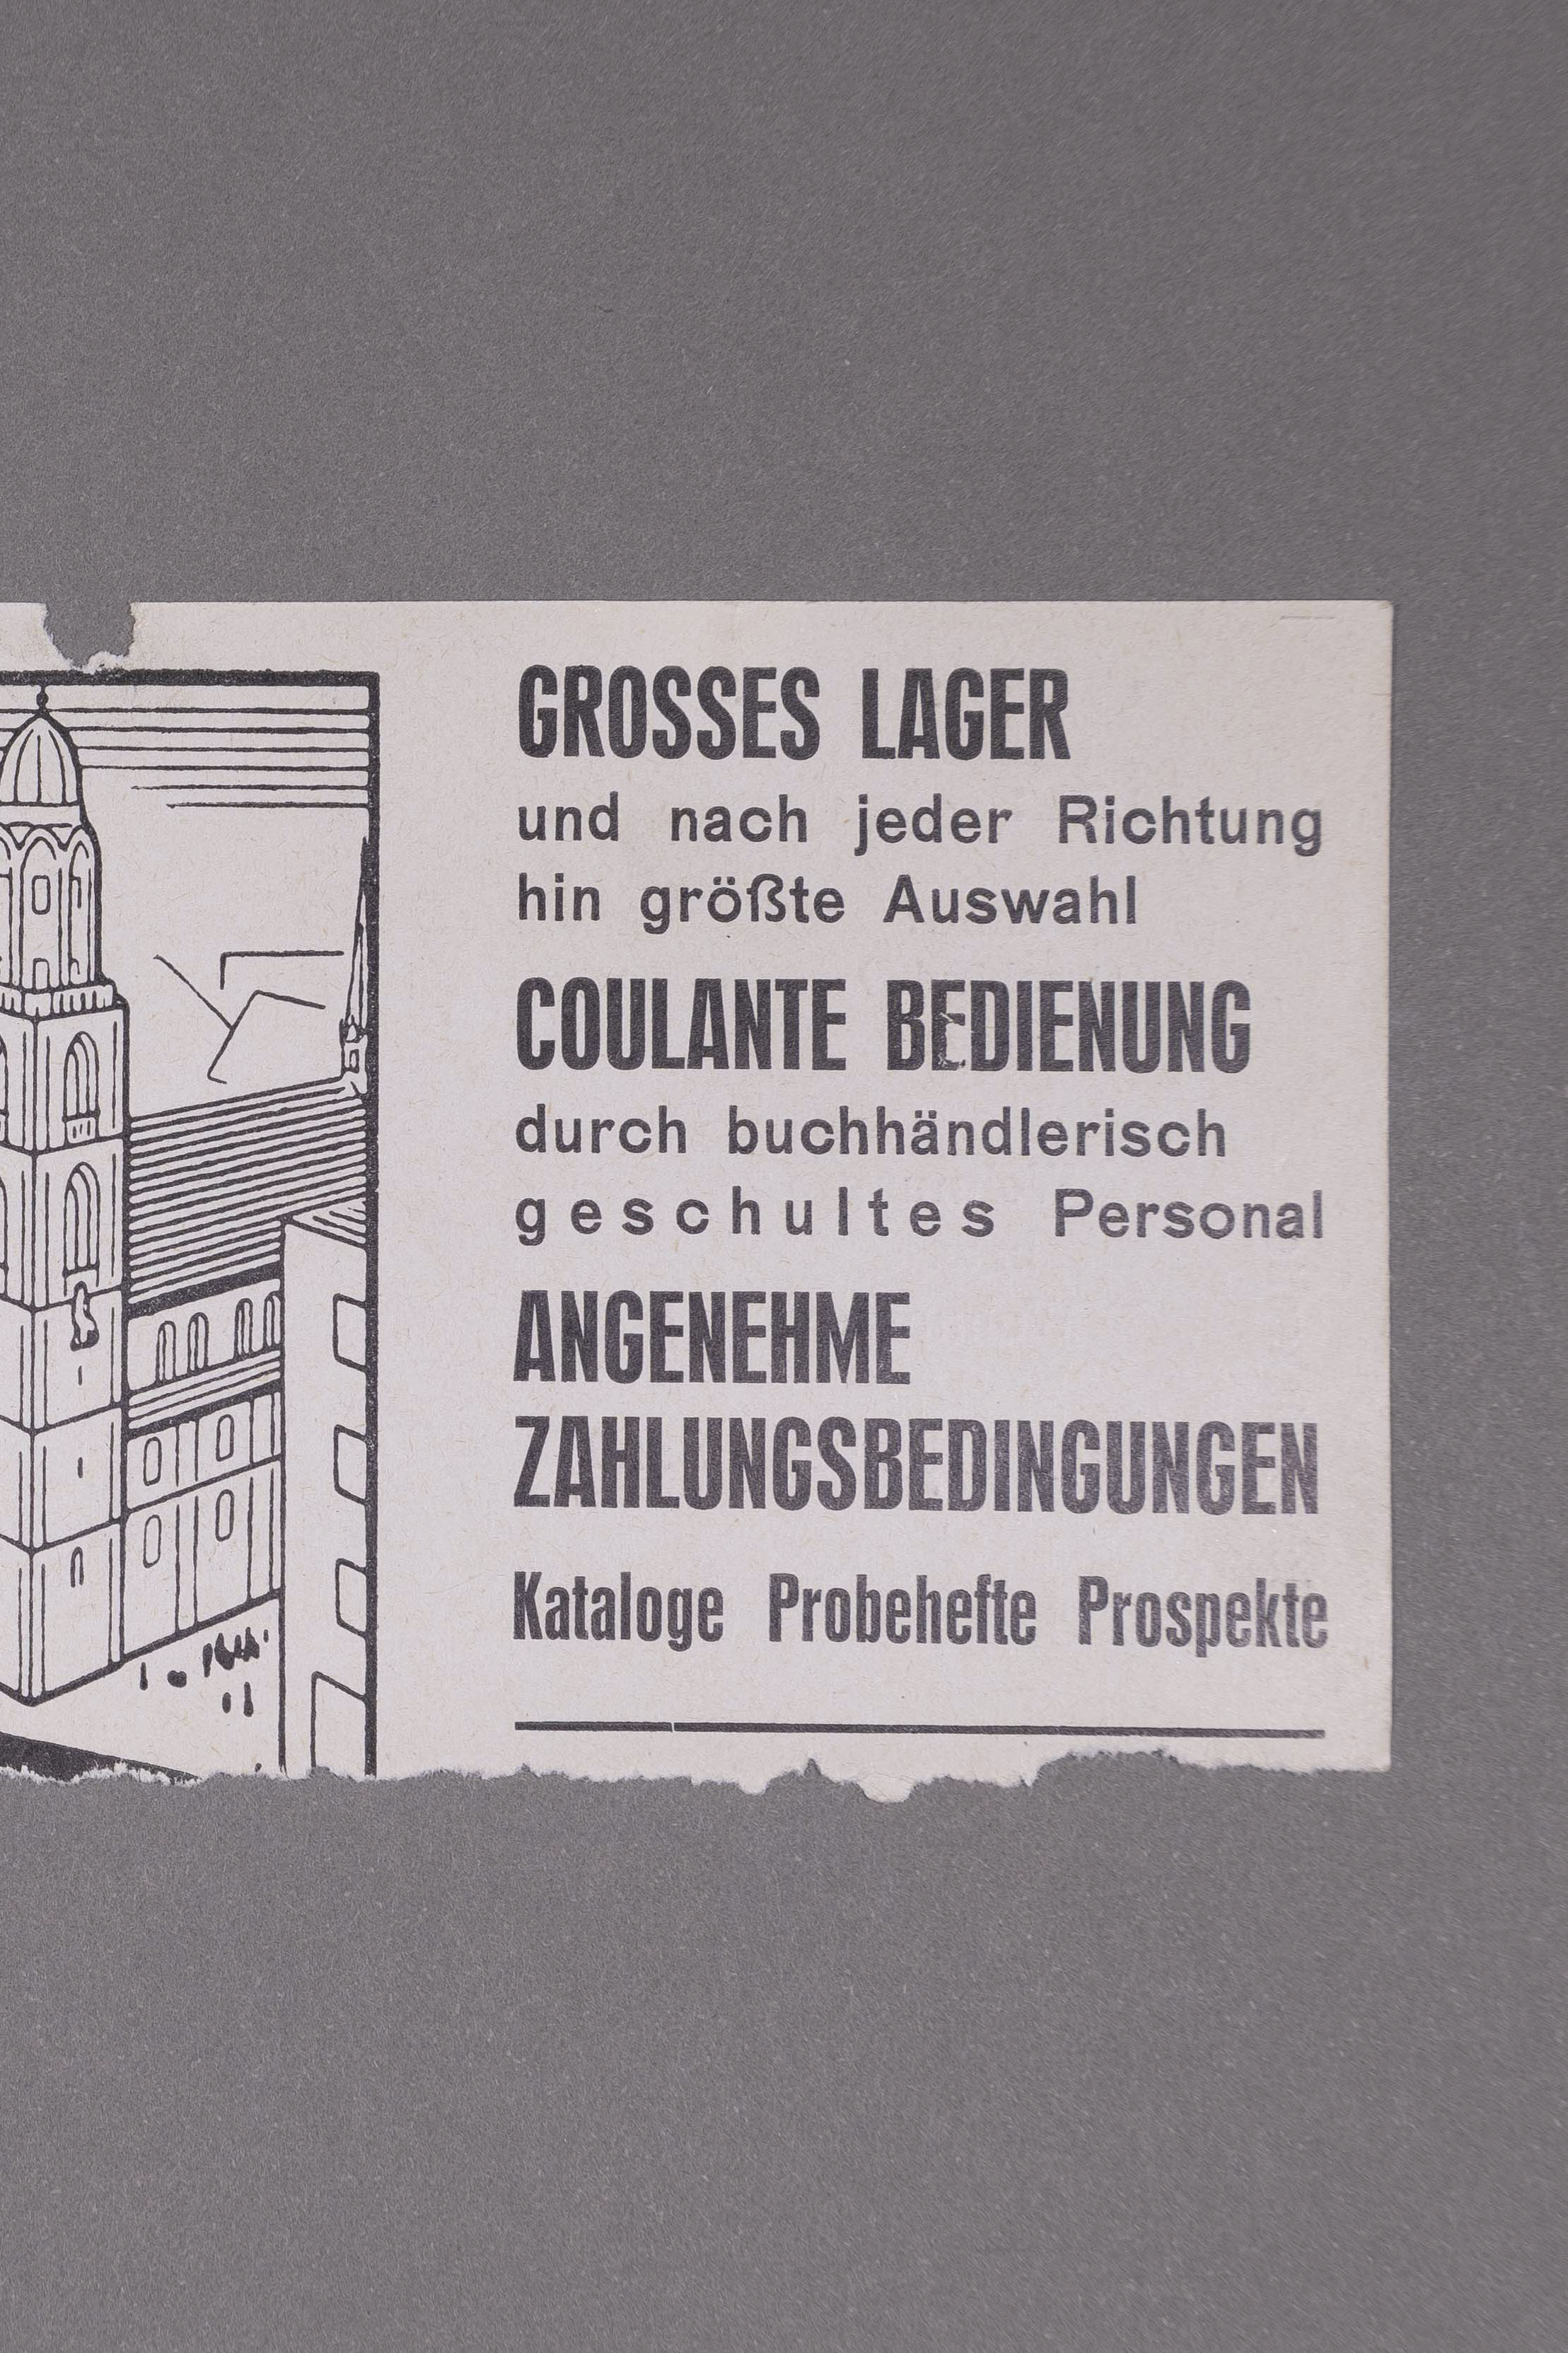 GROSSES LAGER
und nach jeder Richtung
hin größte Auswahl
COULANTE BEDIENUNG
durch buchhändlerisch
geschultes Personal
ANGENEHME
ZAHLUNGSBEDINGUNGEN
Kataloge Probehefte Prospekte